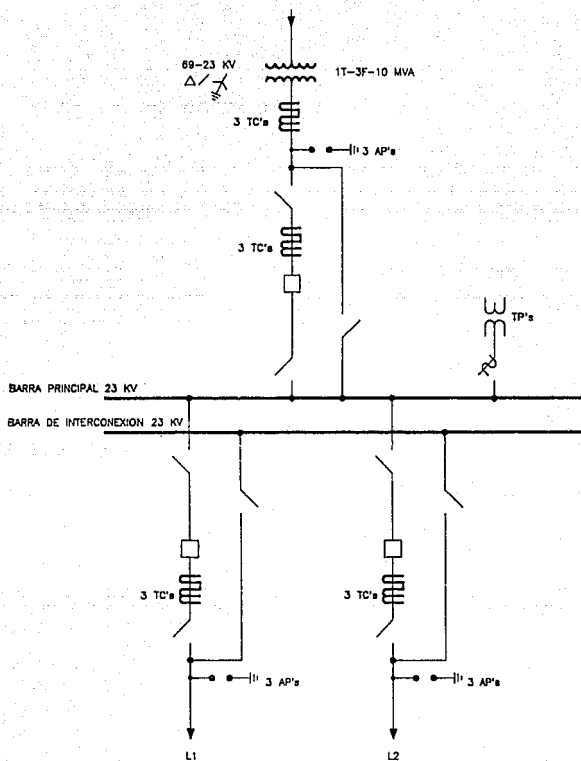 69-23 KV
1T-3F-10 MVA
3 TC's
3 AP's
3 TC's
TP's
BARRA PRINCIPAL 23 KV
BARRA DE INTERCONEXION 23 KV
3 TC's
3 TC's
3 AP's
3 AP's
L1
L2